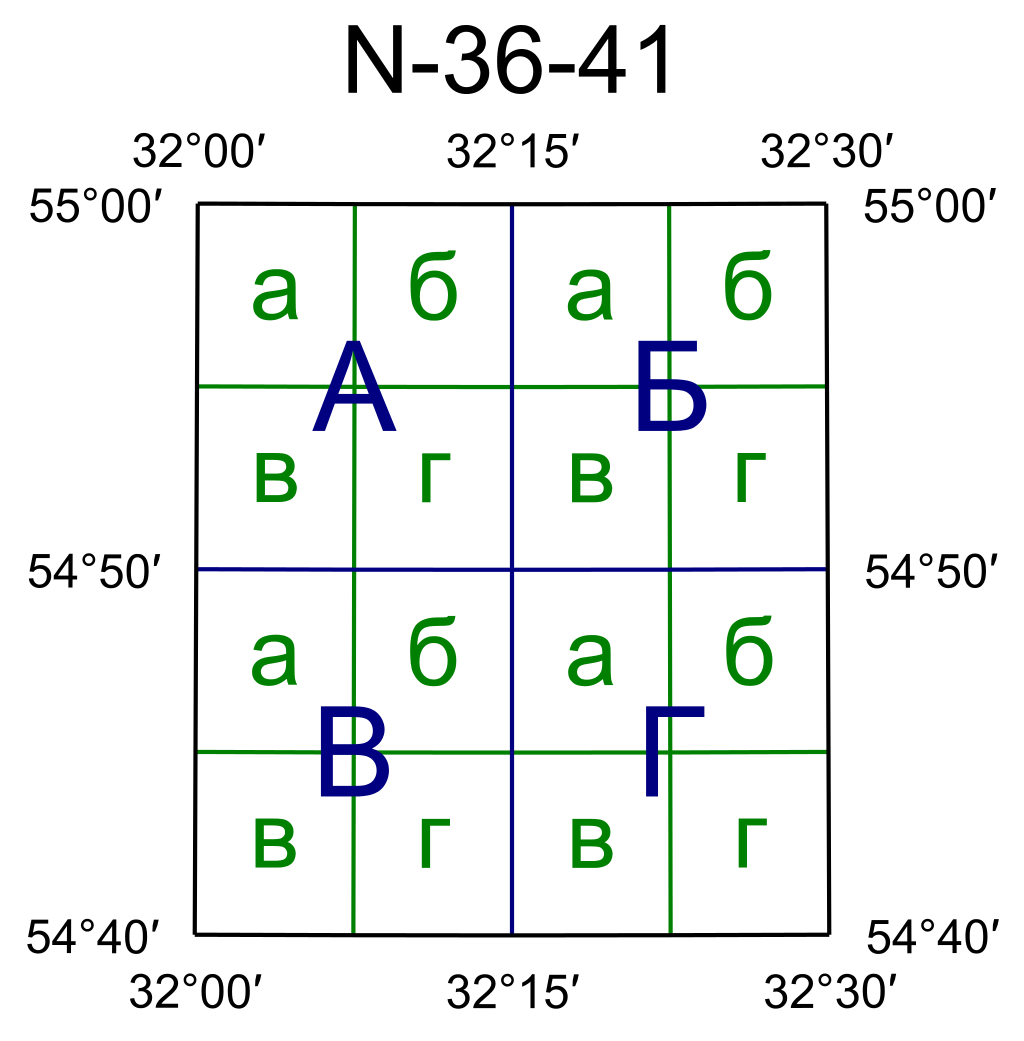 N-36-41
32°00′ 32°15′ 32°30′
55°00′ 55°00′
а б а б
А Б
в г в г
54°50′ 54°50′
а б а б
В Г
в г в г
54°40′ 54°40′
32°00′ 32°15′ 32°30′